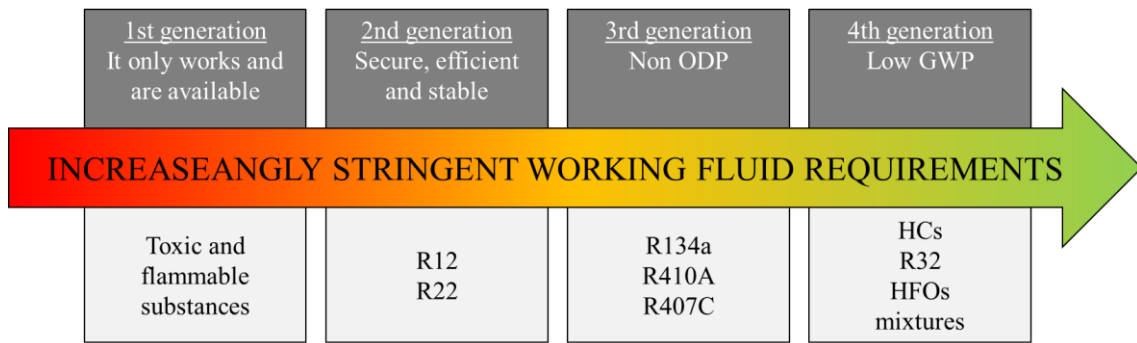 1st generation
It only works and
are available
2nd generation
Secure, efficient
and stable
3rd generation
Non ODP
4th generation
Low GWP
INCREASEANGLY STRINGENT WORKING FLUID REQUIREMENTS
Toxic and
flammable
substances
R12
R22
R134a
R410A
R407C
HCs
R32
HFOs
mixtures